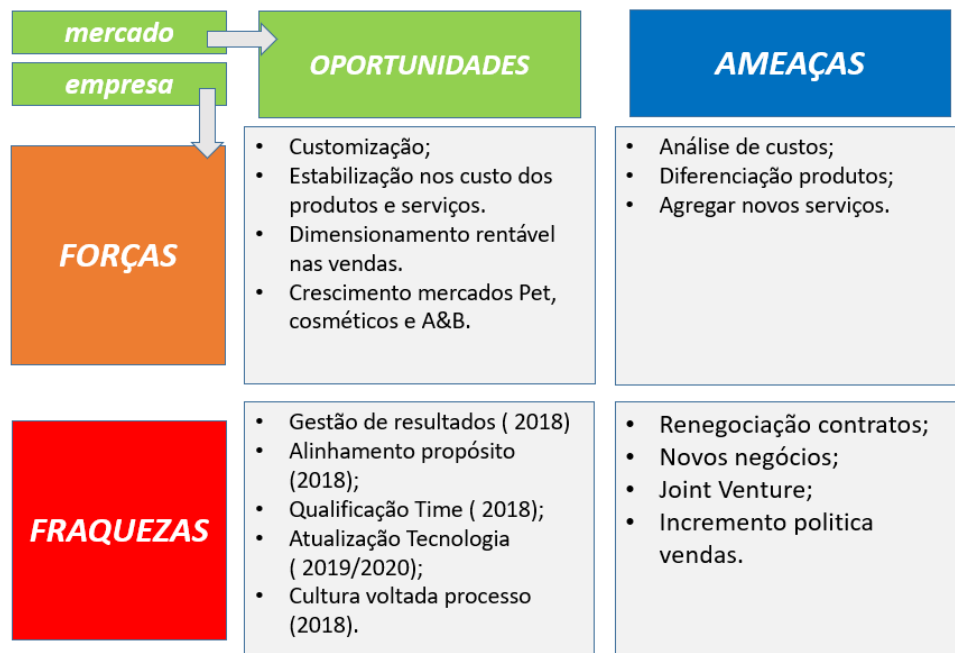 mercado
empresa
OPORTUNIDADES
AMEAÇAS
FORÇAS
• Customização;
• Estabilização nos custo dos
produtos e serviços.
• Dimensionamento rentável
nas vendas.
• Crescimento mercados Pet,
cosméticos e A&B.
• Análise de custos;
• Diferenciação produtos;
• Agregar novos serviços.
FRAQUEZAS
• Gestão de resultados ( 2018)
• Alinhamento propósito
(2018);
• Qualificação Time ( 2018);
• Atualização Tecnologia
( 2019/2020);
• Cultura voltada processo
(2018).
• Renegociação contratos;
• Novos negócios;
• Joint Venture;
• Incremento politica
vendas.